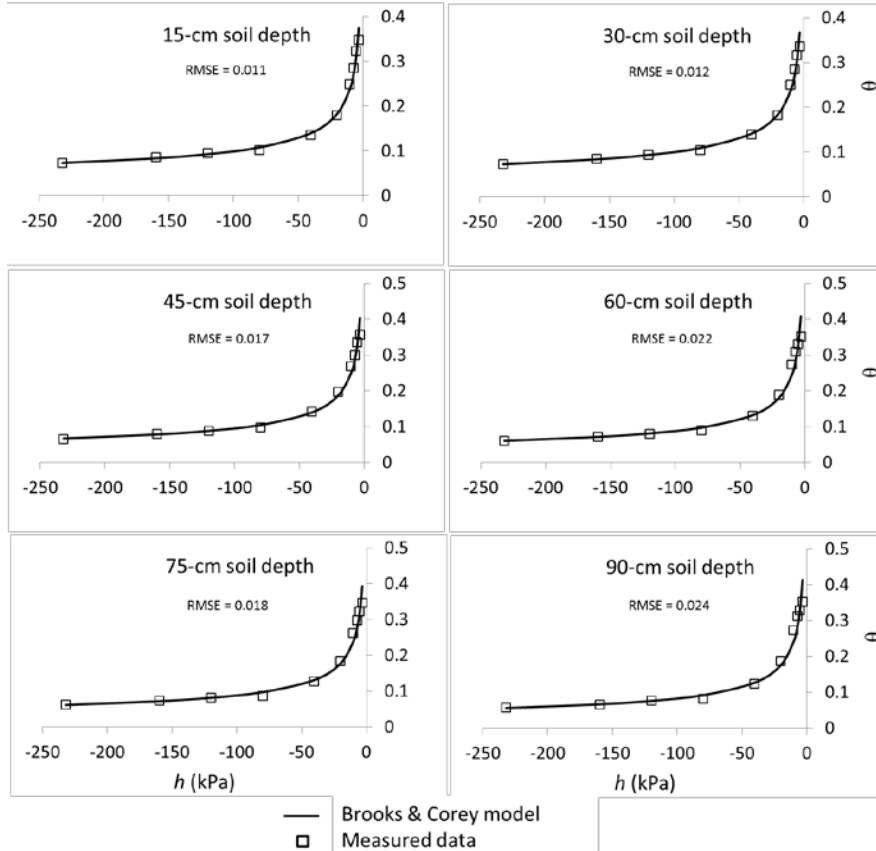 15-cm soil depth
RMSE = 0.011
0.4
0.3
0.2
0.1
0
-250 -200 -150 -100 -50 0
30-cm soil depth
RMSE = 0.012
0.4
0.3
0.2
0.1
0
θ
-250 -200 -150 -100 -50 0
45-cm soil depth
RMSE = 0.017
0.5
0.4
0.3
0.2
0.1
0
-250 -200 -150 -100 -50 0
60-cm soil depth
RMSE = 0.022
0.5
0.4
0.3
0.2
0.1
0
θ
-250 -200 -150 -100 -50 0
75-cm soil depth
RMSE = 0.018
0.5
0.4
0.3
0.2
0.1
0
-250 -200 -150 -100 -50 0
h (kPa)
90-cm soil depth
RMSE = 0.024
0.5
0.4
0.3
0.2
0.1
0
θ
-250 -200 -150 -100 -50 0
h (kPa)
Brooks & Corey model
Measured data